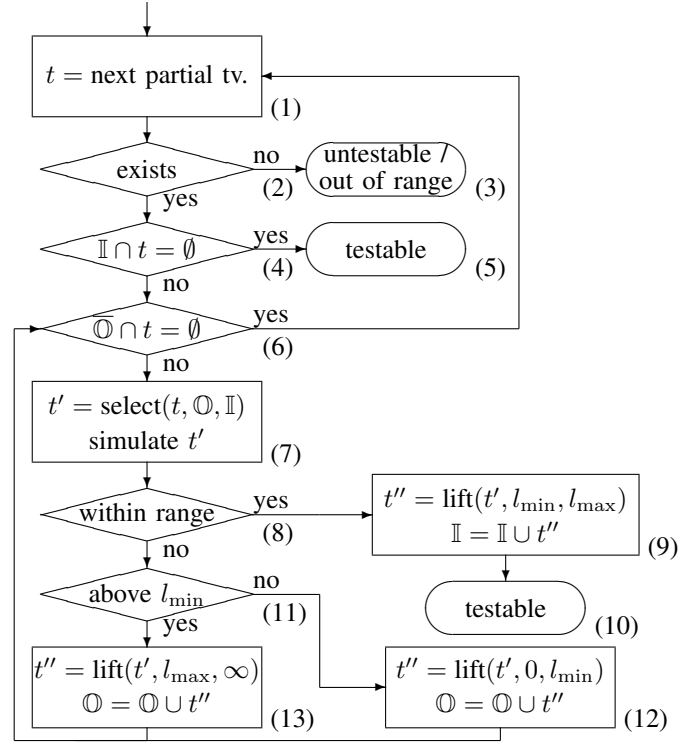 t = next partial tv.
(1)
exists
no
(2)
untestable /
out of range
(3)
yes
𝕀 ∩ t = ∅
yes
(4)
testable
(5)
no
𝕆̅ ∩ t = ∅
yes
(6)
no
t′ = select(t, 𝕆, 𝕀)
simulate t′
(7)
within range
yes
(8)
t″ = lift(t′, l_min, l_max)
𝕀 = 𝕀 ∪ t″
(9)
no
above l_min
no
(11)
testable
(10)
yes
t″ = lift(t′, l_max, ∞)
𝕆 = 𝕆 ∪ t″
(13)
t″ = lift(t′, 0, l_min)
𝕆 = 𝕆 ∪ t″
(12)